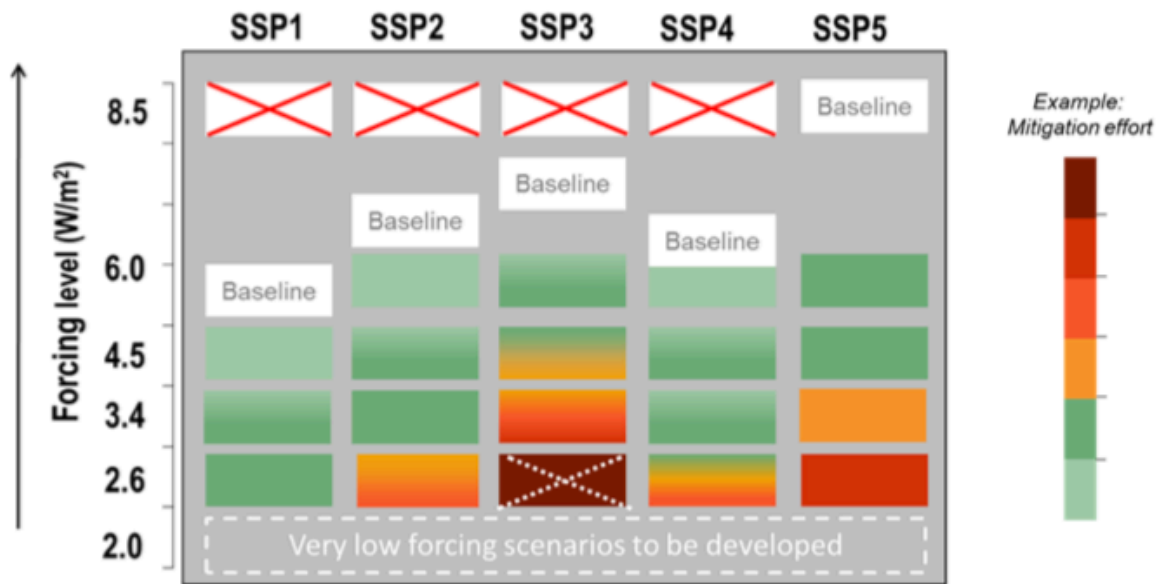 SSP1 SSP2 SSP3 SSP4 SSP5
8.5 Baseline
Baseline
Baseline
Baseline
6.0 Baseline
4.5
3.4
2.6
2.0 Very low forcing scenarios to be developed
Forcing level (W/m²)
Example:
Mitigation effort